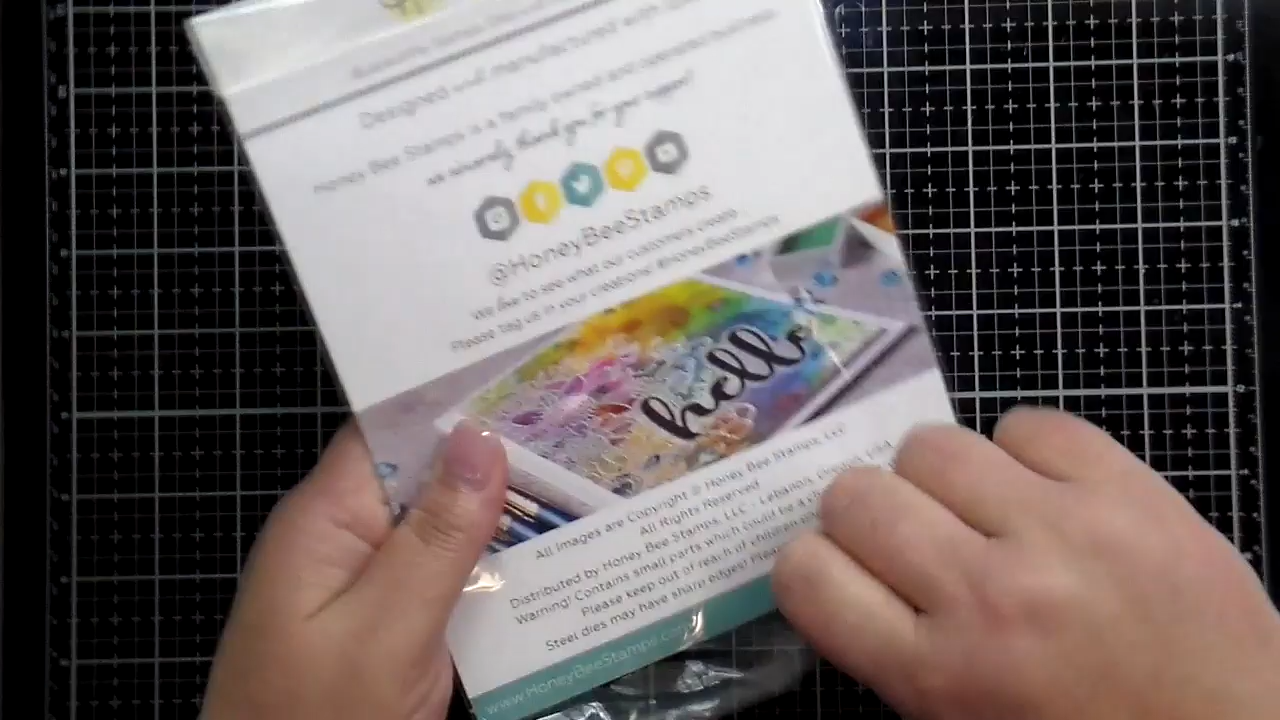 Designed and manufactured with
Honey Bee Stamps is a family owned and operated business
we sincerely thank you for your support!
@HoneyBeeStamps
We live to see what our customers create.
Please tag us in your creations! #HoneyBeeStamps
hello
All Images are Copyright © Honey Bee Stamps, LLC
All Rights Reserved
Distributed by Honey Bee Stamps, LLC - Lebanon, USA
Warning! Contains small parts which could be a
Please keep out of reach of children
Steel dies may have sharp edges!
www.HoneyBeeStamps.com